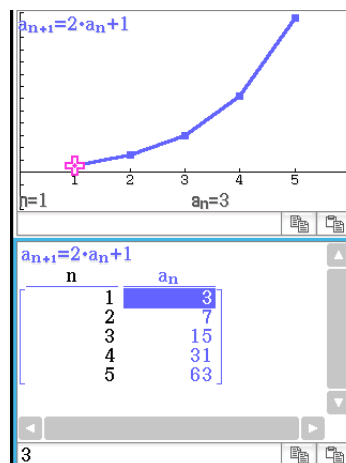 aₙ₊₁=2·aₙ+1
1 2 3 4 5
n=1 aₙ=3
aₙ₊₁=2·aₙ+1
n aₙ
1 3
2 7
3 15
4 31
5 63
3